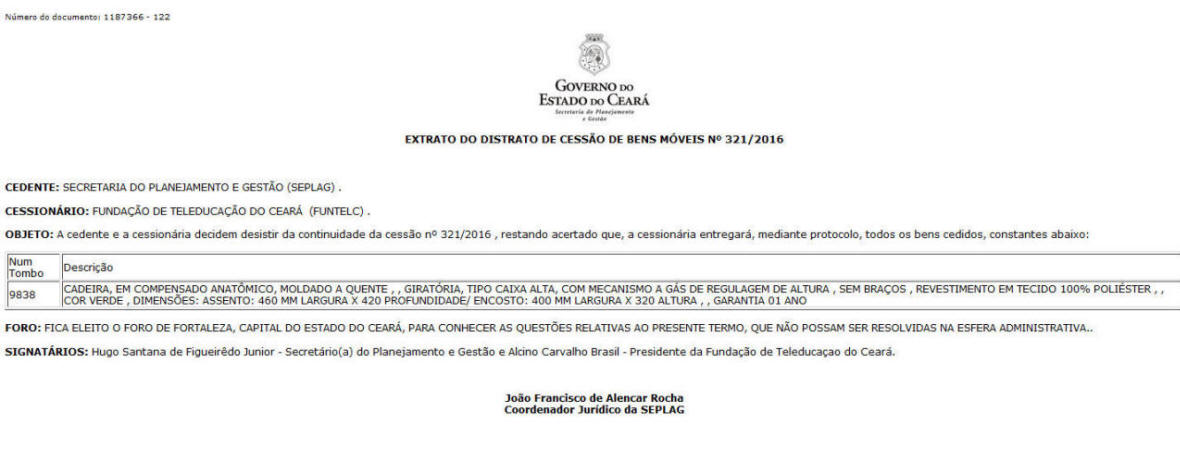 Número do documento: 1187366 - 122
GOVERNO DO
ESTADO DO CEARÁ
Secretaria do Planejamento
e Gestão
EXTRATO DO DISTRATO DE CESSÃO DE BENS MÓVEIS Nº 321/2016
CEDENTE: SECRETARIA DO PLANEJAMENTO E GESTÃO (SEPLAG) .
CESSIONÁRIO: FUNDAÇÃO DE TELEDUCAÇÃO DO CEARÁ (FUNTELC) .
OBJETO: A cedente e a cessionária decidem desistir da continuidade da cessão nº 321/2016 , restando acertado que, a cessionária entregará, mediante protocolo, todos os bens cedidos, constantes abaixo:
Num
Tombo
Descrição
9838
CADEIRA, EM COMPENSADO ANATÔMICO, MOLDADO A QUENTE , , GIRATÓRIA, TIPO CAIXA ALTA, COM MECANISMO A GÁS DE REGULAGEM DE ALTURA , SEM BRAÇOS , REVESTIMENTO EM TECIDO 100% POLIÉSTER , ,
COR VERDE , DIMENSÕES: ASSENTO: 460 MM LARGURA X 420 PROFUNDIDADE/ ENCOSTO: 400 MM LARGURA X 320 ALTURA , , GARANTIA 01 ANO
FORO: FICA ELEITO O FORO DE FORTALEZA, CAPITAL DO ESTADO DO CEARÁ, PARA CONHECER AS QUESTÕES RELATIVAS AO PRESENTE TERMO, QUE NÃO POSSAM SER RESOLVIDAS NA ESFERA ADMINISTRATIVA..
SIGNATÁRIOS: Hugo Santana de Figueirêdo Junior - Secretário(a) do Planejamento e Gestão e Alcino Carvalho Brasil - Presidente da Fundação de Teleducaçao do Ceará.
João Francisco de Alencar Rocha
Coordenador Jurídico da SEPLAG